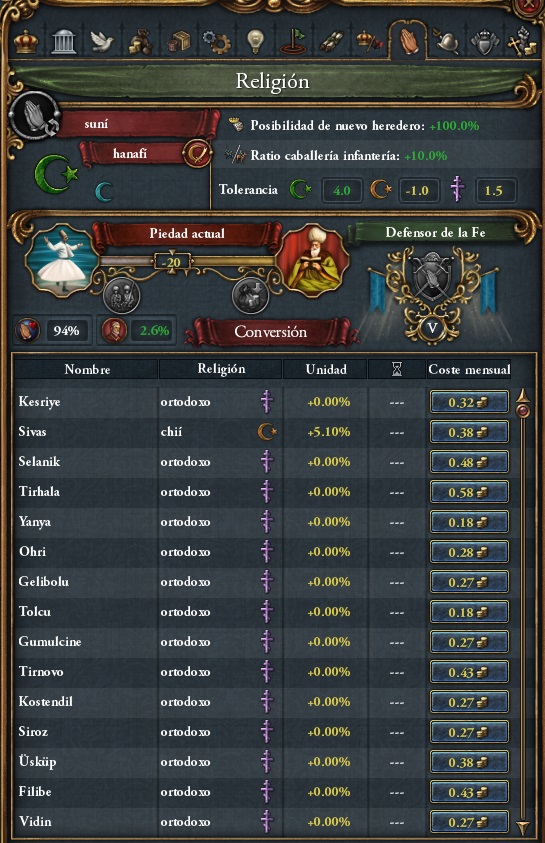 Religión
suní
hanafí
Posibilidad de nuevo heredero: +100.0%
Ratio caballería infantería: +10.0%
Tolerancia 4.0 -1.0 1.5
Piedad actual
Defensor de la Fe
-20
V
94% 2.6% Conversión
Nombre Religión Unidad Coste mensual
Kesriye ortodoxo +0.00% --- 0.32
Sivas chií +5.10% --- 0.38
Selanik ortodoxo +0.00% --- 0.48
Tirhala ortodoxo +0.00% --- 0.58
Yanya ortodoxo +0.00% --- 0.18
Ohri ortodoxo +0.00% --- 0.28
Gelibolu ortodoxo +0.00% --- 0.27
Tolcu ortodoxo +0.00% --- 0.18
Gumulcine ortodoxo +0.00% --- 0.27
Tirnovo ortodoxo +0.00% --- 0.43
Kostendil ortodoxo +0.00% --- 0.27
Siroz ortodoxo +0.00% --- 0.27
Üsküp ortodoxo +0.00% --- 0.38
Filibe ortodoxo +0.00% --- 0.43
Vidin ortodoxo +0.00% --- 0.27